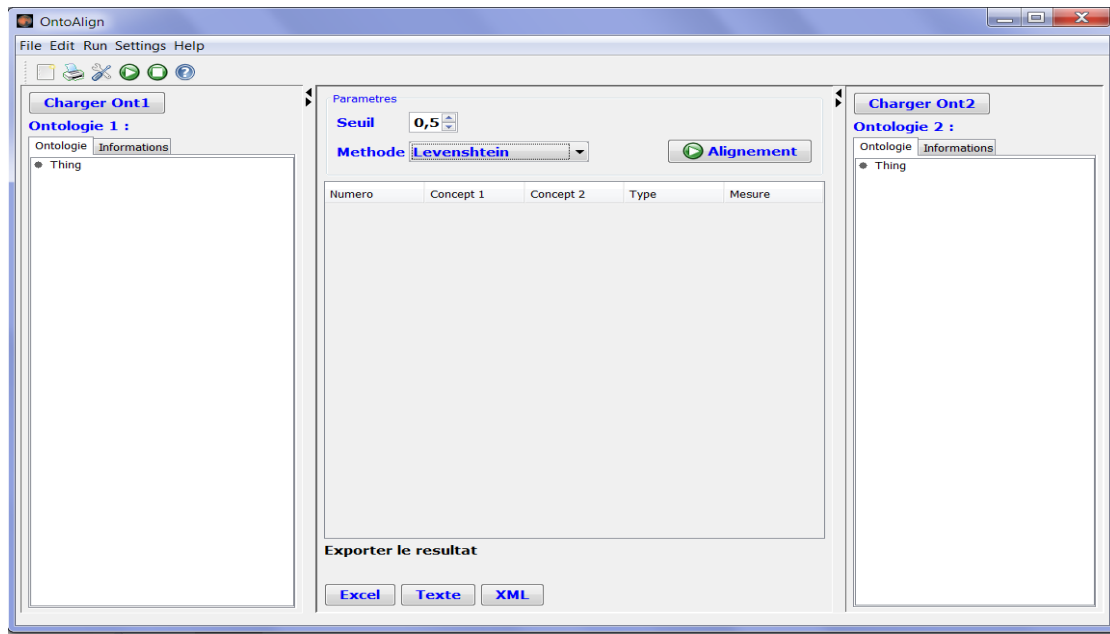 OntoAlign
File Edit Run Settings Help
Charger Ont1
Ontologie 1 :
Ontologie Informations
Thing
Parametres
Seuil 0,5
Methode Levenshtein Alignement
Numero Concept 1 Concept 2 Type Mesure
Exporter le resultat
Excel Texte XML
Charger Ont2
Ontologie 2 :
Ontologie Informations
Thing